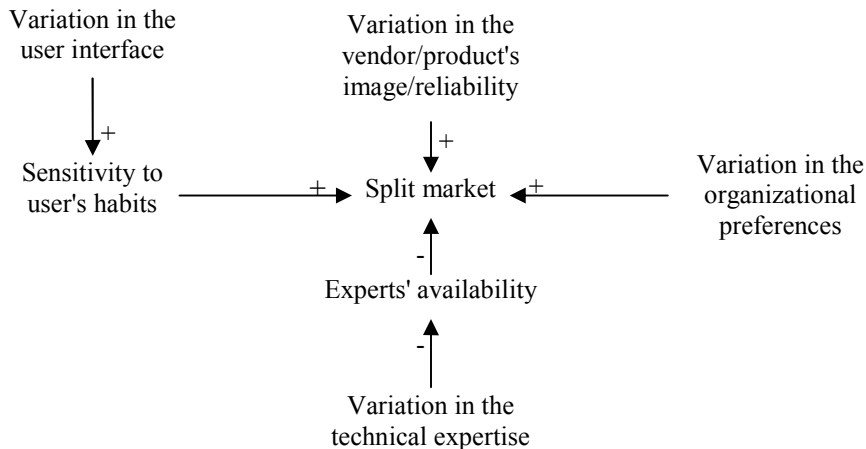 Variation in the
user interface
Variation in the
vendor/product's
image/reliability
+
+
Sensitivity to
user's habits
+
Split market
+
Variation in the
organizational
preferences
-
Experts' availability
-
Variation in the
technical expertise